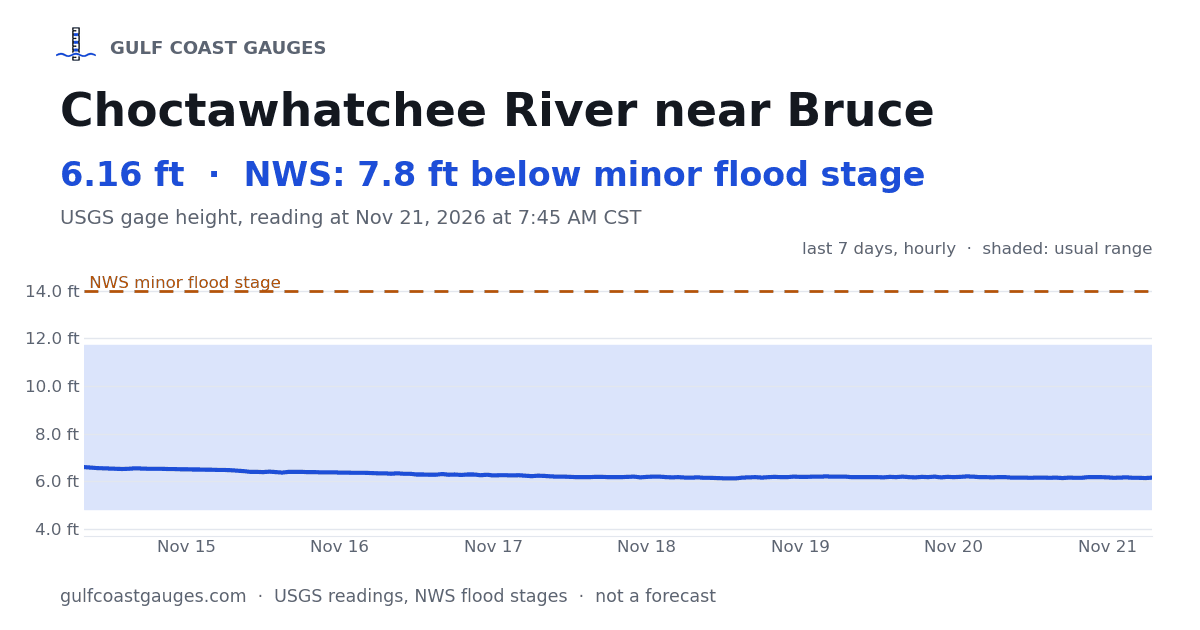 GULF COAST GAUGES
Choctawhatchee River near Bruce
6.16 ft · NWS: 7.8 ft below minor flood stage
USGS gage height, reading at Nov 21, 2026 at 7:45 AM CST
last 7 days, hourly · shaded: usual range
NWS minor flood stage
14.0 ft
12.0 ft
10.0 ft
8.0 ft
6.0 ft
4.0 ft
Nov 15 Nov 16 Nov 17 Nov 18 Nov 19 Nov 20 Nov 21
gulfcoastgauges.com · USGS readings, NWS flood stages · not a forecast